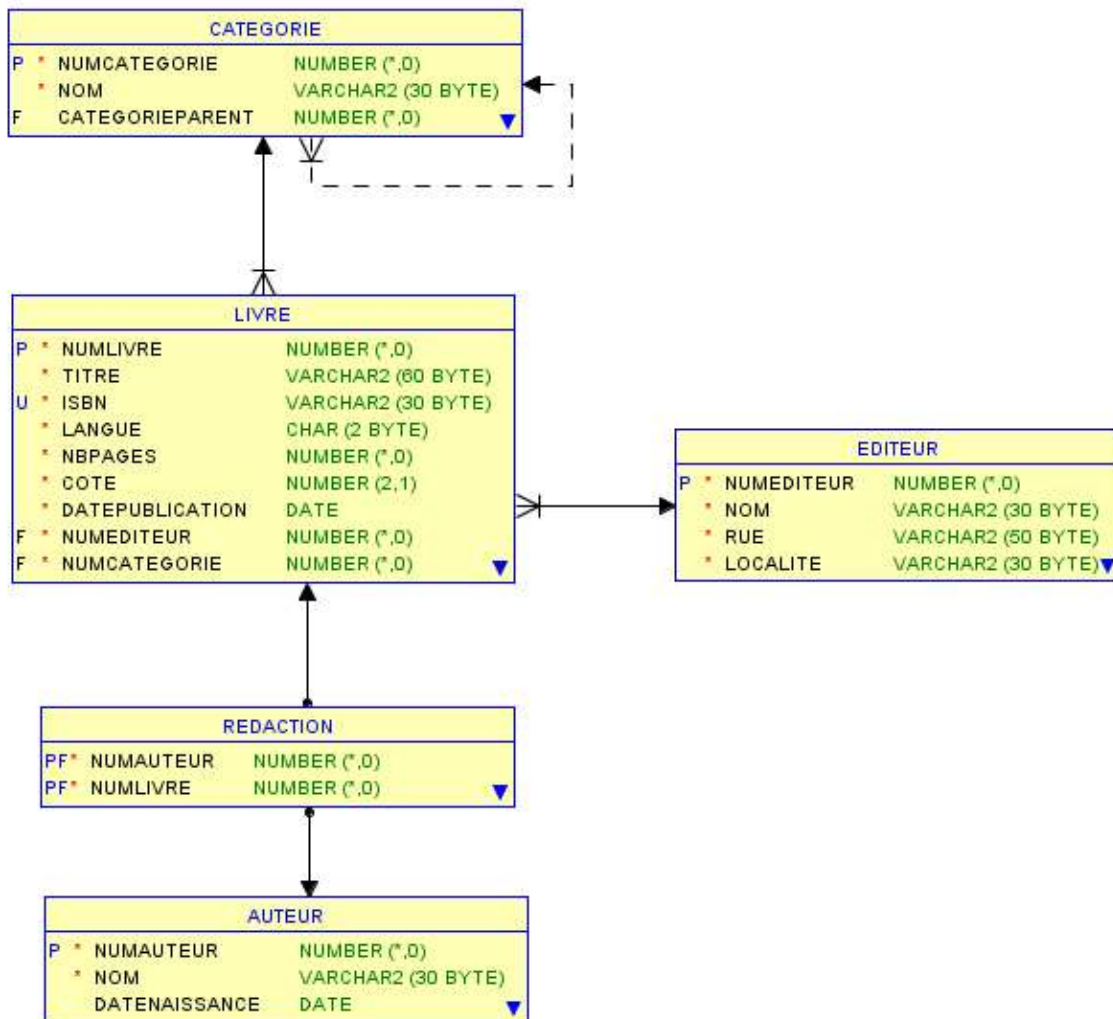 CATEGORIE
P * NUMCATEGORIE NUMBER (*,0)
* NOM VARCHAR2 (30 BYTE)
F CATEGORIEPARENT NUMBER (*,0)
LIVRE
P * NUMLIVRE NUMBER (*,0)
* TITRE VARCHAR2 (60 BYTE)
U * ISBN VARCHAR2 (30 BYTE)
* LANGUE CHAR (2 BYTE)
* NBPAGES NUMBER (*,0)
* COTE NUMBER (2,1)
* DATEPUBLICATION DATE
F * NUMEDITEUR NUMBER (*,0)
F * NUMCATEGORIE NUMBER (*,0)
EDITEUR
P * NUMEDITEUR NUMBER (*,0)
* NOM VARCHAR2 (30 BYTE)
* RUE VARCHAR2 (50 BYTE)
* LOCALITE VARCHAR2 (30 BYTE)
REDACTION
PF* NUMAUTEUR NUMBER (*,0)
PF* NUMLIVRE NUMBER (*,0)
AUTEUR
P * NUMAUTEUR NUMBER (*,0)
* NOM VARCHAR2 (30 BYTE)
DATENAISSANCE DATE